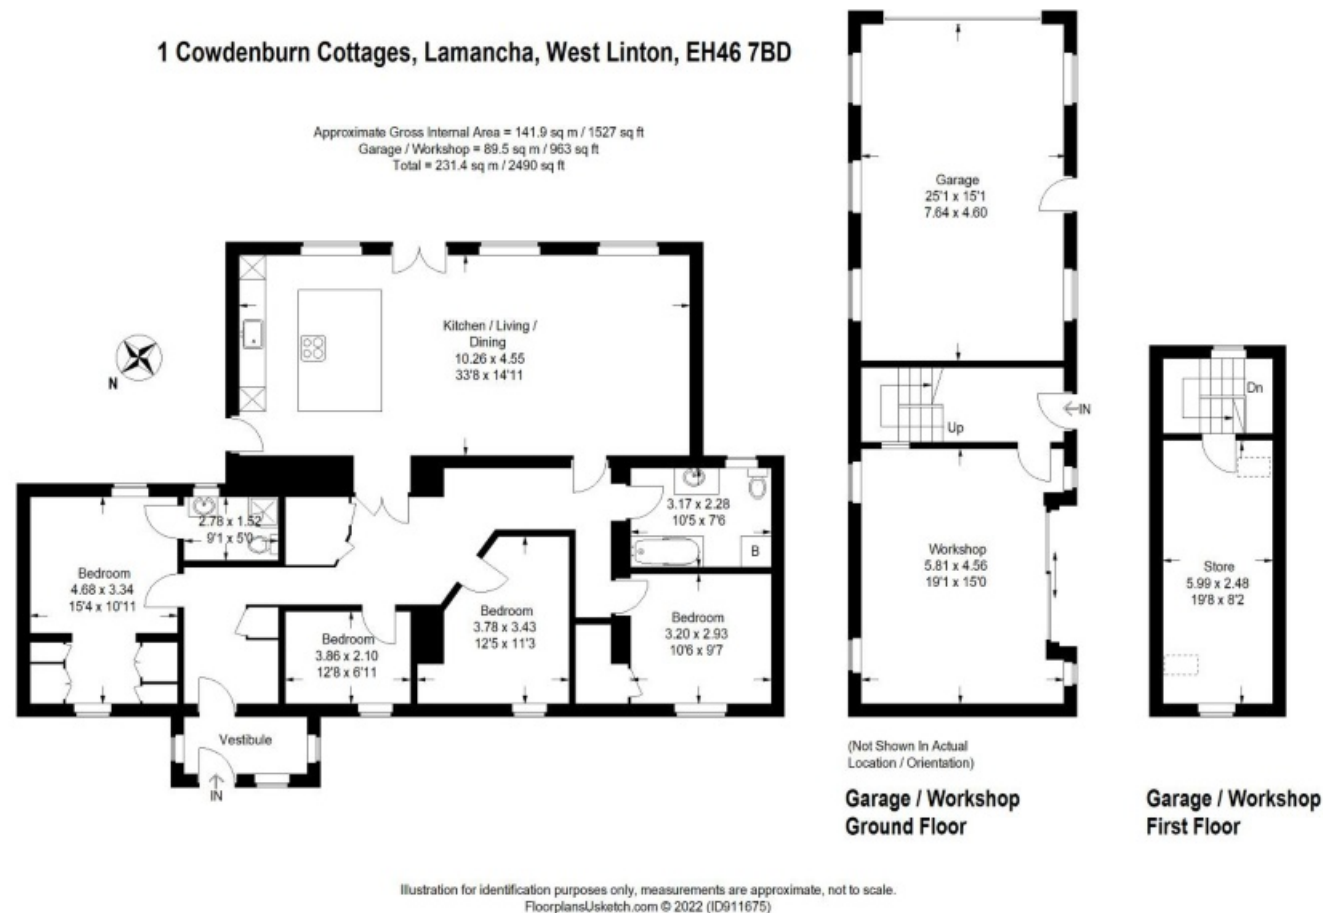 1 Cowdenburn Cottages, Lamancha, West Linton, EH46 7BD
Approximate Gross Internal Area = 141.9 sq m / 1527 sq ft
Garage / Workshop = 89.5 sq m / 963 sq ft
Total = 231.4 sq m / 2490 sq ft
N
Kitchen / Living /
Dining
10.26 x 4.55
33'8 x 14'11
2.78 x 1.52
9'1 x 5'0
Bedroom
4.68 x 3.34
15'4 x 10'11
Bedroom
3.86 x 2.10
12'8 x 6'11
Bedroom
3.78 x 3.43
12'5 x 11'3
3.17 x 2.28
10'5 x 7'6
B
Bedroom
3.20 x 2.93
10'6 x 9'7
Vestibule
IN
Garage
25'1 x 15'1
7.64 x 4.60
Up
IN
Workshop
5.81 x 4.56
19'1 x 15'0
(Not Shown In Actual
Location / Orientation)
Garage / Workshop
Ground Floor
Dn
Store
5.99 x 2.48
19'8 x 8'2
Garage / Workshop
First Floor
Illustration for identification purposes only, measurements are approximate, not to scale.
FloorplansUsketch.com © 2022 (ID911675)